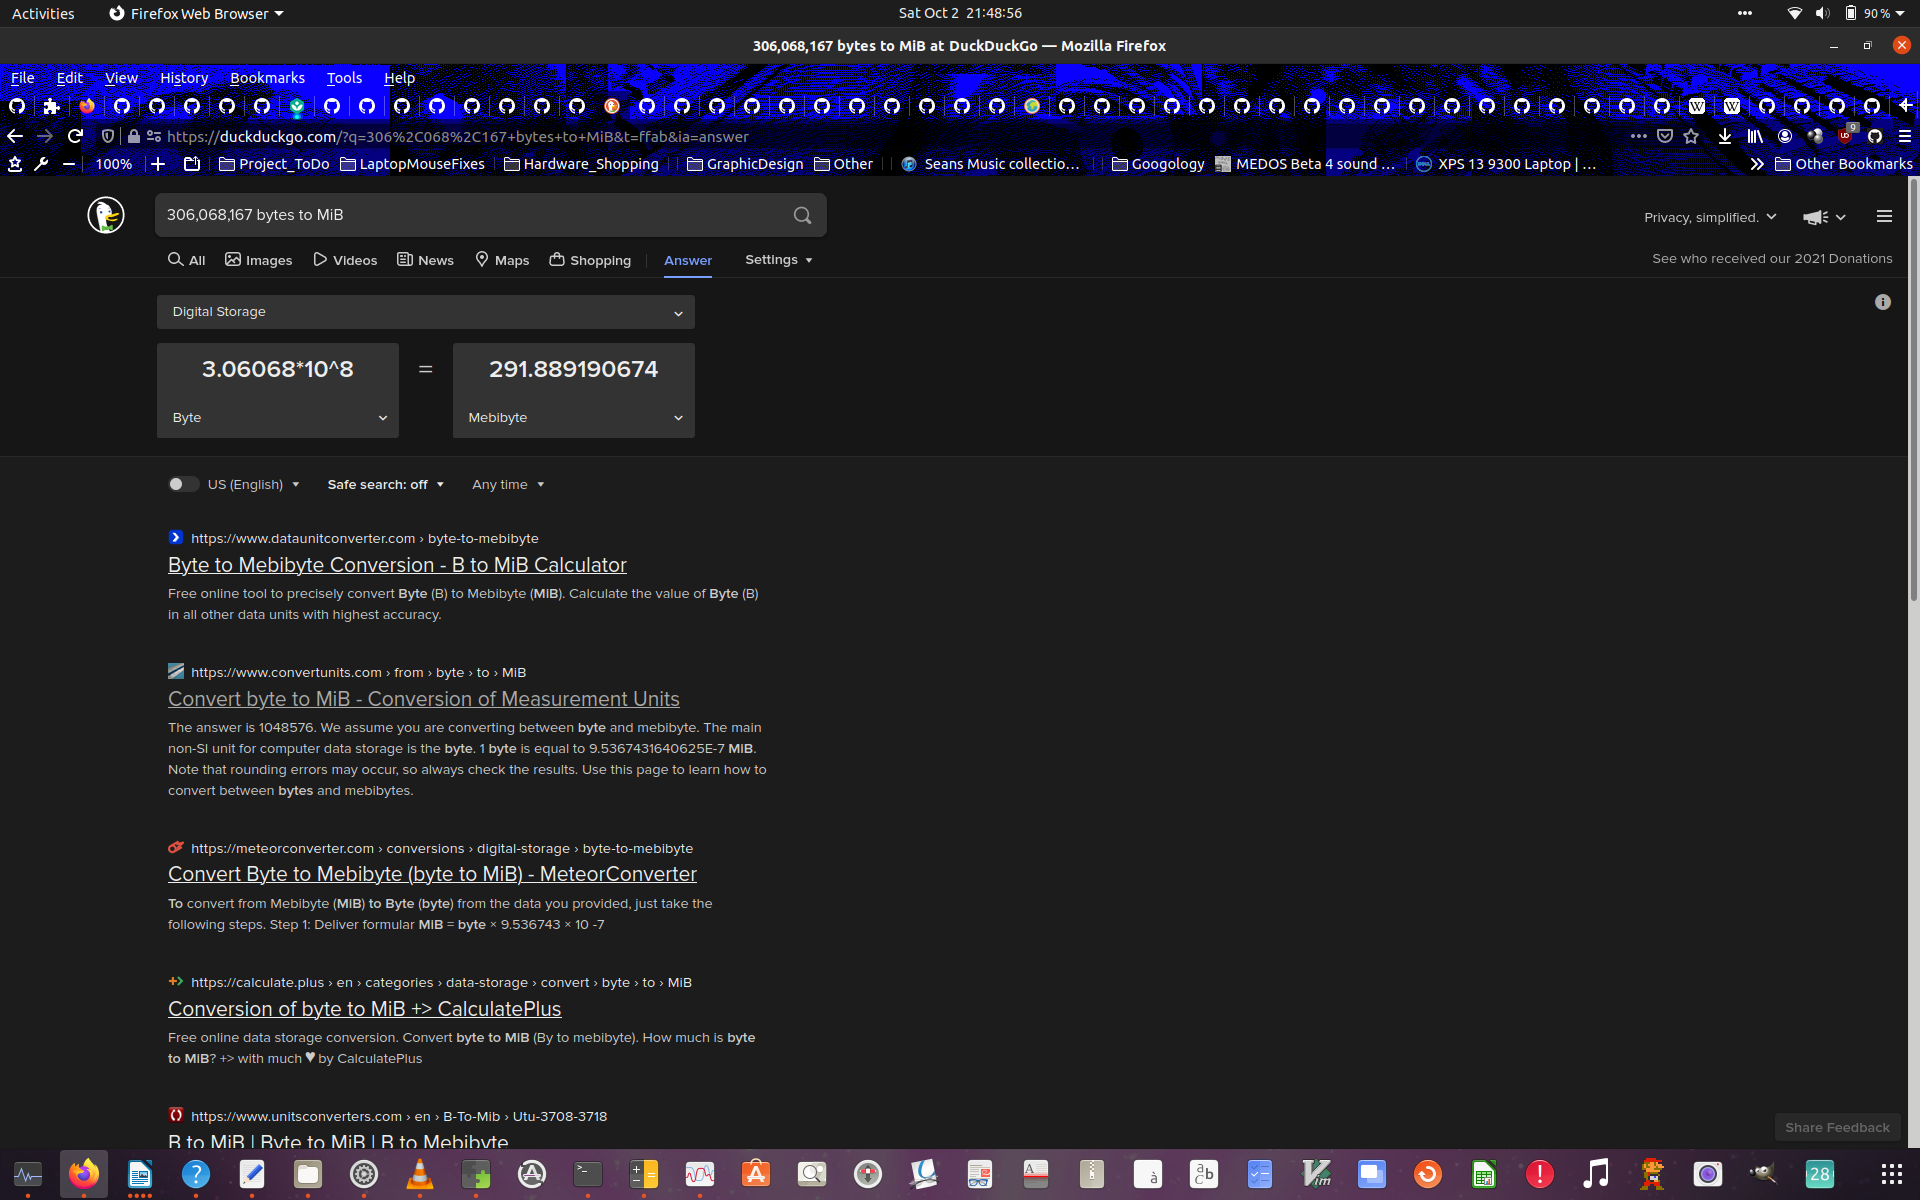 Activities
Firefox Web Browser
Sat Oct 2 21:48:56
90 %
306,068,167 bytes to MiB at DuckDuckGo — Mozilla Firefox
File Edit View History Bookmarks Tools Help
https://duckduckgo.com/?q=306%2C068%2C167+bytes+to+MiB&t=ffab&ia=answer
9
100%
Project_ToDo
LaptopMouseFixes
Hardware_Shopping
GraphicDesign
Other
Seans Music collectio…
Googology
MEDOS Beta 4 sound …
XPS 13 9300 Laptop | …
Other Bookmarks
306,068,167 bytes to MiB
Privacy, simplified.
All Images Videos News Maps Shopping Answer Settings
See who received our 2021 Donations
Digital Storage
3.06068*10^8 = 291.889190674
Byte Mebibyte
US (English) Safe search: off Any time
https://www.dataunitconverter.com › byte-to-mebibyte
Byte to Mebibyte Conversion - B to MiB Calculator
Free online tool to precisely convert Byte (B) to Mebibyte (MiB). Calculate the value of Byte (B)
in all other data units with highest accuracy.
https://www.convertunits.com › from › byte › to › MiB
Convert byte to MiB - Conversion of Measurement Units
The answer is 1048576. We assume you are converting between byte and mebibyte. The main
non-SI unit for computer data storage is the byte. 1 byte is equal to 9.5367431640625E-7 MiB.
Note that rounding errors may occur, so always check the results. Use this page to learn how to
convert between bytes and mebibytes.
https://meteorconverter.com › conversions › digital-storage › byte-to-mebibyte
Convert Byte to Mebibyte (byte to MiB) - MeteorConverter
To convert from Mebibyte (MiB) to Byte (byte) from the data you provided, just take the
following steps. Step 1: Deliver formular MiB = byte × 9.536743 × 10 -7
https://calculate.plus › en › categories › data-storage › convert › byte › to › MiB
Conversion of byte to MiB +> CalculatePlus
Free online data storage conversion. Convert byte to MiB (By to mebibyte). How much is byte
to MiB? +> with much ♥ by CalculatePlus
https://www.unitsconverters.com › en › B-To-Mib › Utu-3708-3718
B to MiB | Byte to MiB | B to Mebibyte
Share Feedback
28